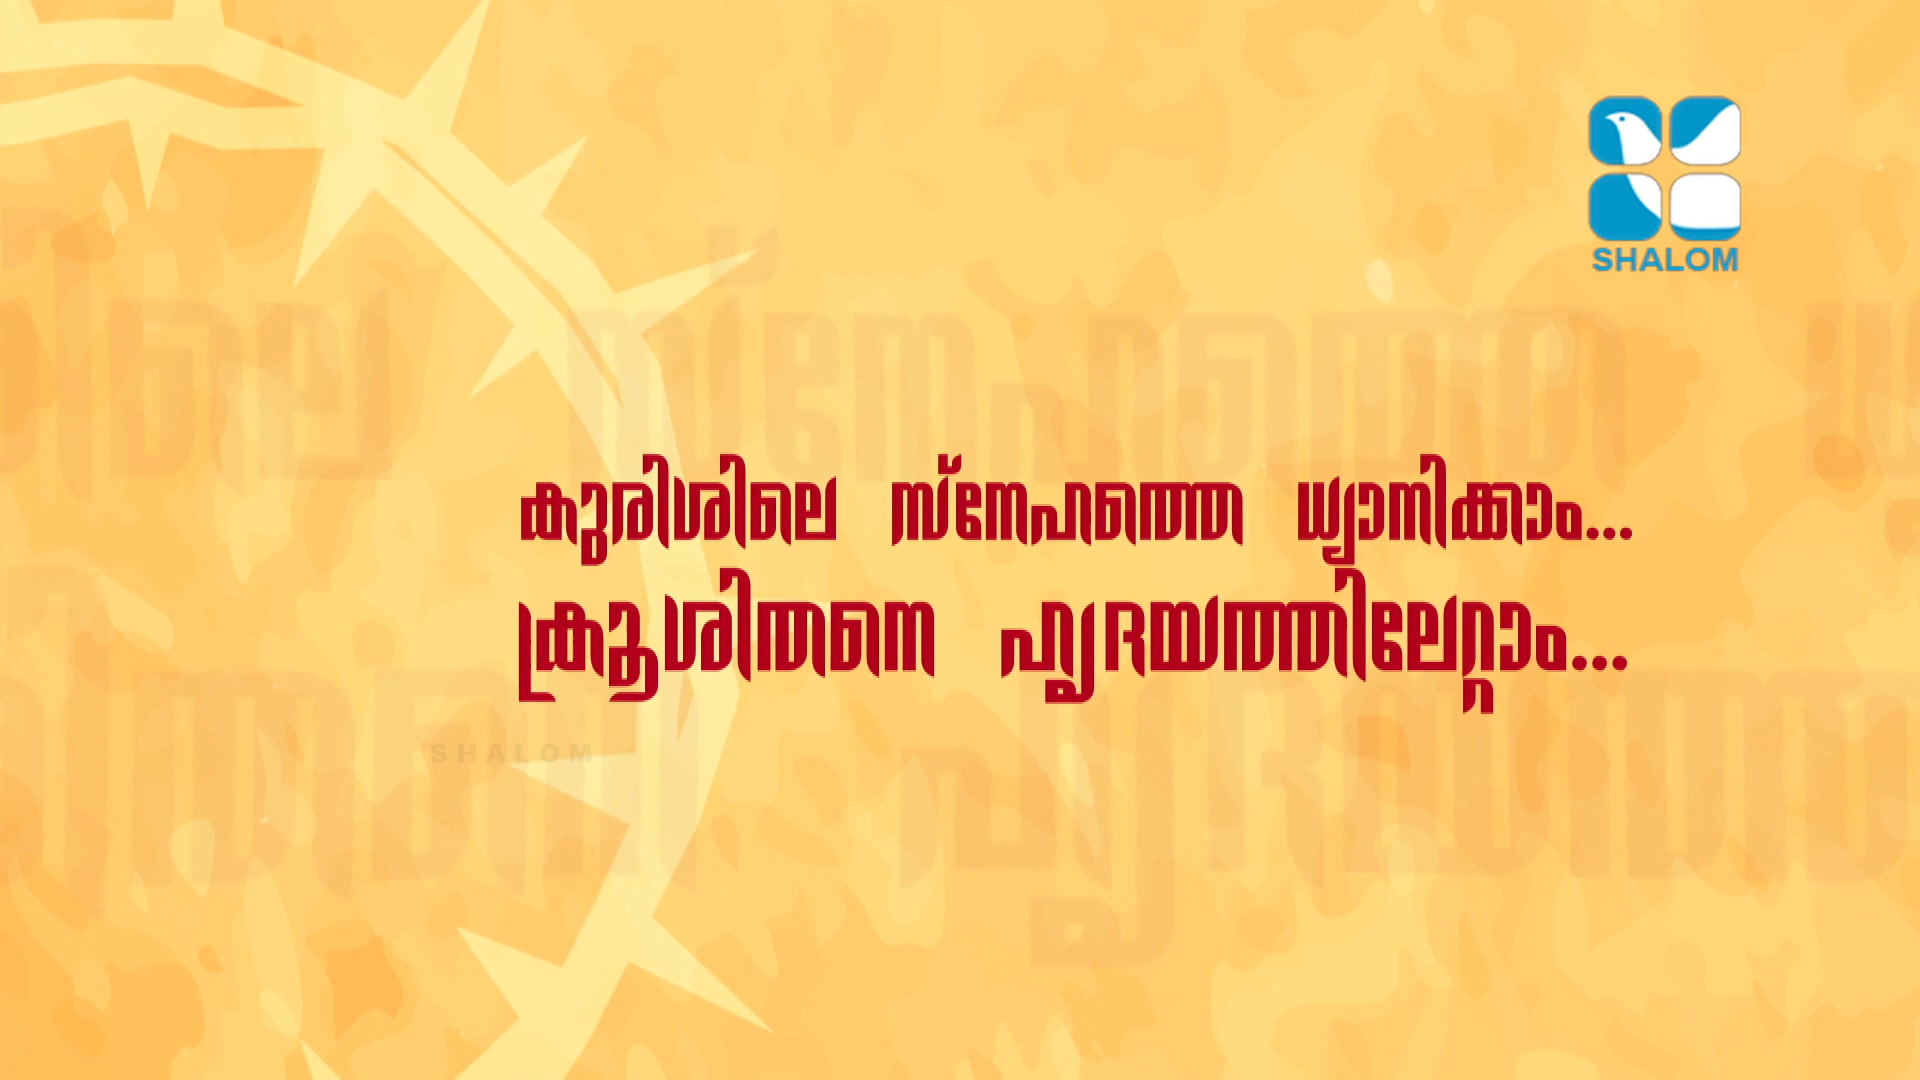 SHALOM
കുരിശിലെ സ്നേഹത്തെ ധ്യാനിക്കാം...
ക്രൂശിതനെ ഹൃദയത്തിലേറ്റാം...
SHALOM